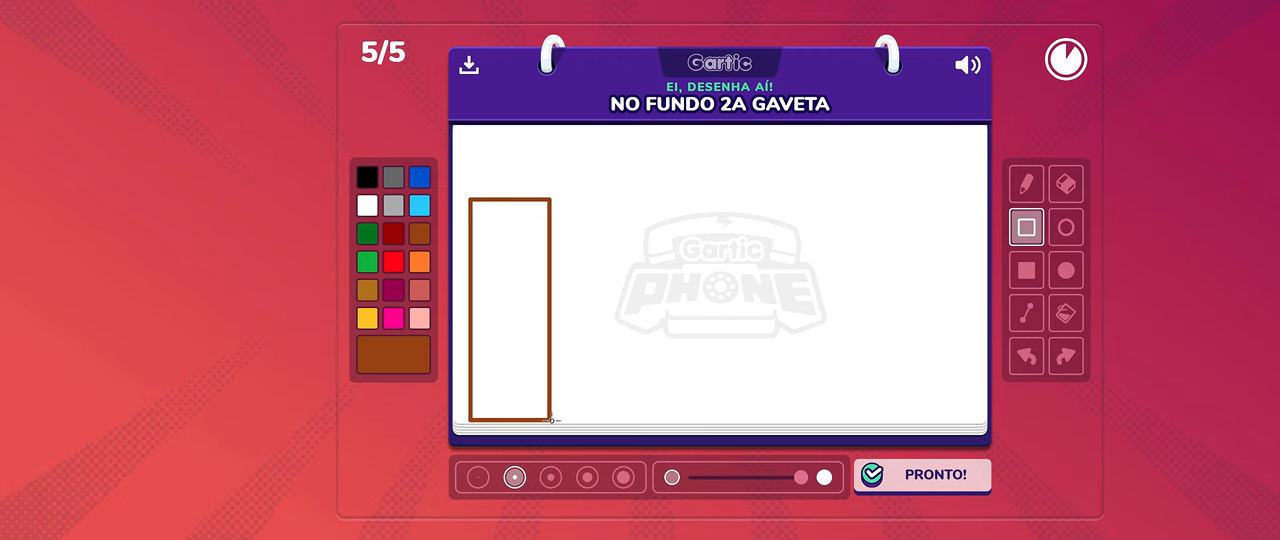 5/5
Gartic
EI, DESENHA AÍ!
NO FUNDO 2A GAVETA
Gartic
PHONE
PRONTO!